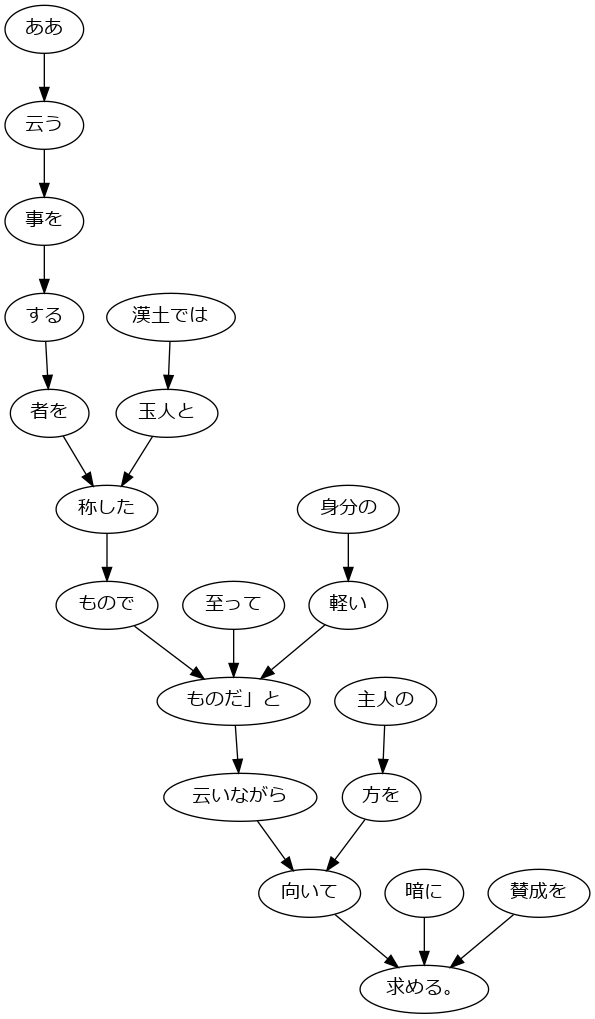 ああ
云う
事を
する
漢土では
者を
玉人と
称した
身分の
もので
至って
軽い
ものだ」と
主人の
云いながら
方を
向いて
暗に
賛成を
求める。